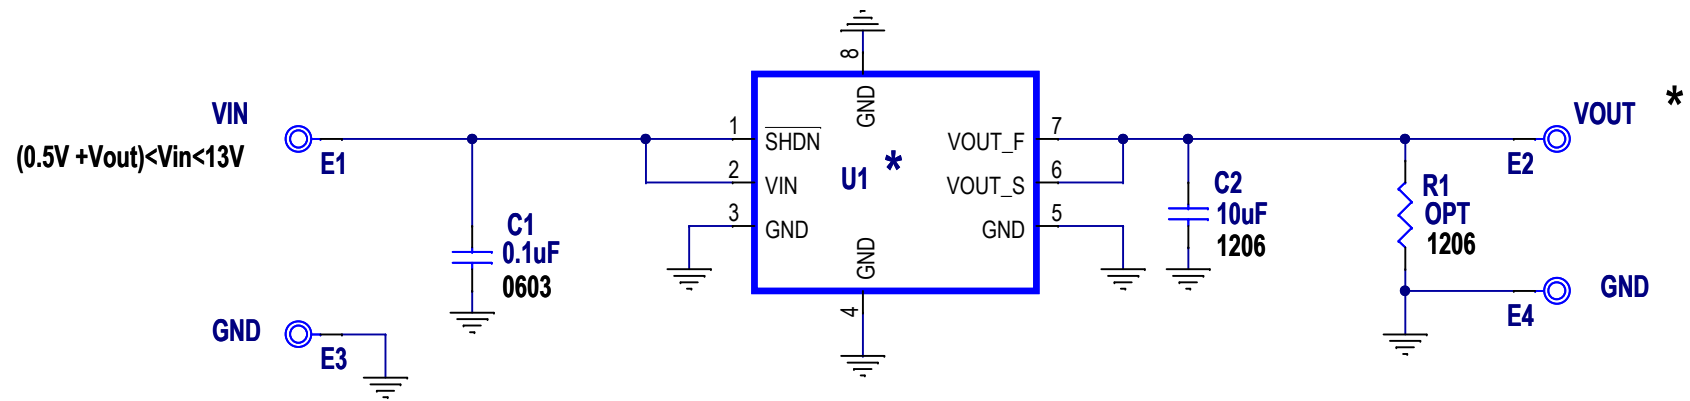 VIN
(0.5V +Vout)<Vin<13V
E1
C1
0.1uF
0603
GND
E3
8
GND
1
SHDN
2
VIN
3
GND
U1 *
VOUT_F
7
VOUT_S
6
GND
5
GND
4
C2
10uF
1206
R1
OPT
1206
VOUT *
E2
GND
E4